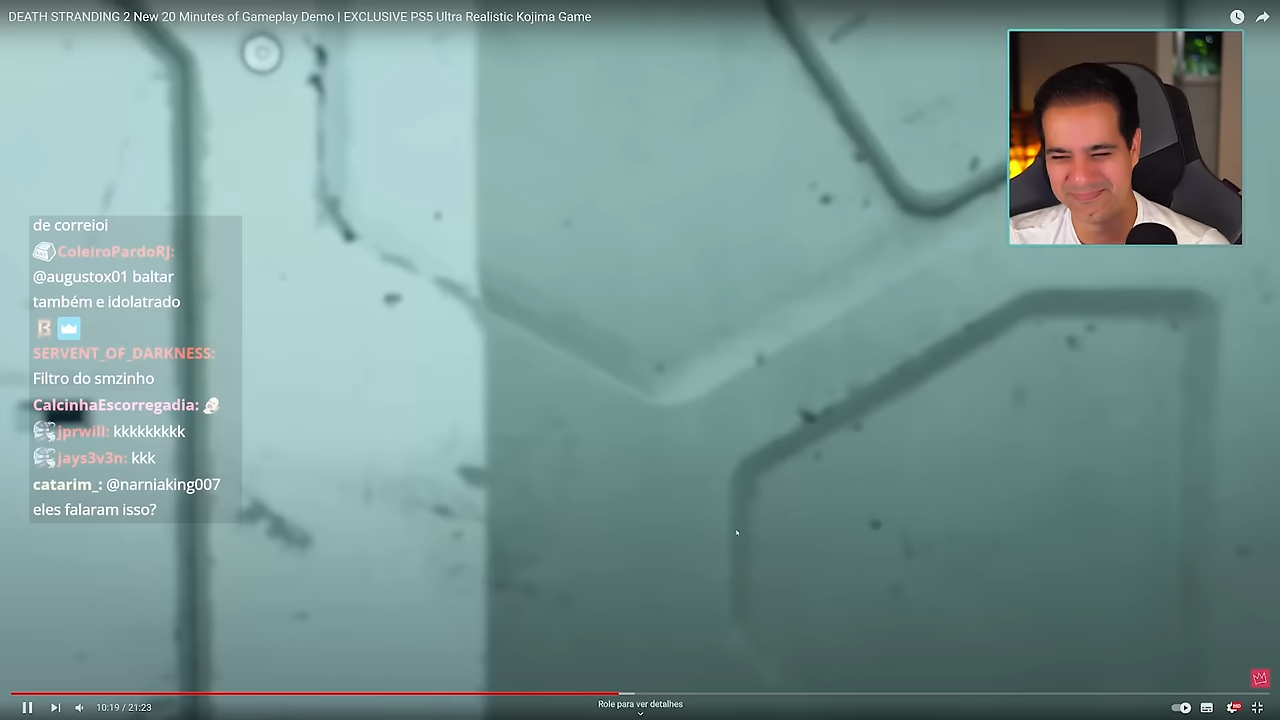 DEATH STRANDING 2 New 20 Minutes of Gameplay Demo | EXCLUSIVE PS5 Ultra Realistic Kojima Game
de correioi
ColeiroPardoRJ:
@augustox01 baltar
também e idolatrado
SERVENT_OF_DARKNESS:
Filtro do smzinho
CalcinhaEscorregadia:
jprwill: kkkkkkkkk
jays3v3n: kkk
catarim_: @narniaking007
eles falaram isso?
10:19 / 21:23
Role para ver detalhes
HD